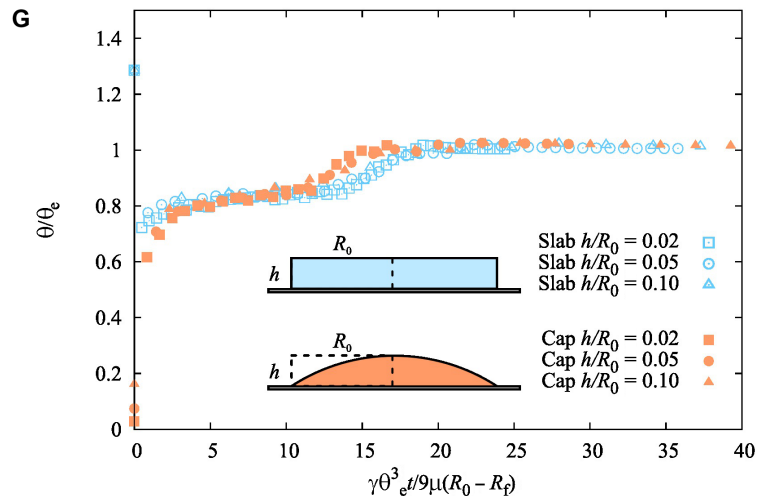 G
1.4
1.2
1
0.8
0.6
0.4
0.2
0
θ/θe
R0
h
R0
h
Slab h/R0 = 0.02
Slab h/R0 = 0.05
Slab h/R0 = 0.10
Cap h/R0 = 0.02
Cap h/R0 = 0.05
Cap h/R0 = 0.10
0 5 10 15 20 25 30 35 40
γθ³e t/9μ(R0 – Rf)